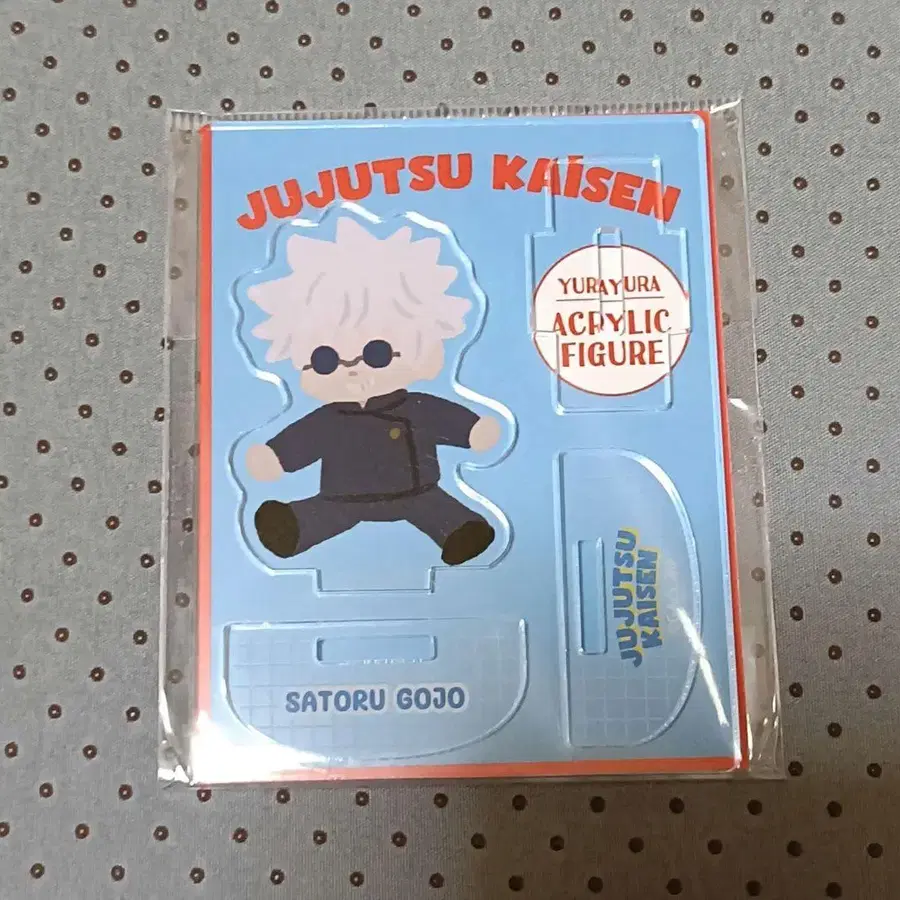 JUJUTSU KAISEN
YURAYURA
ACRYLIC
FIGURE
JUJUTSU
KAISEN
SATORU GOJO